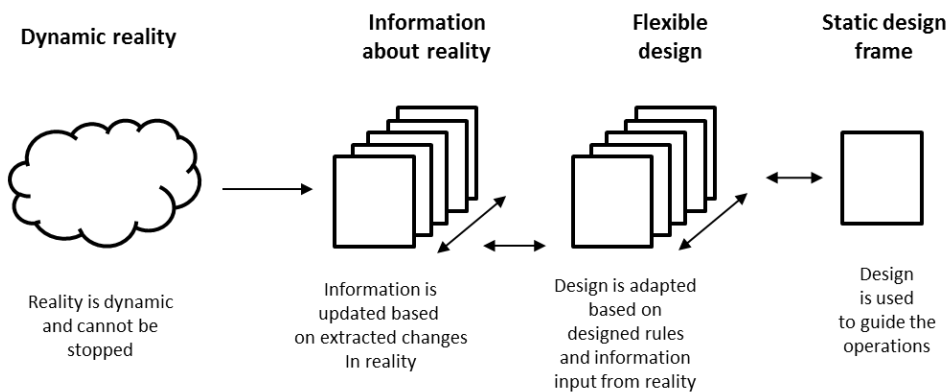 Dynamic reality
Information
about reality
Flexible
design
Static design
frame
Reality is dynamic
and cannot be
stopped
Information is
updated based
on extracted changes
In reality
Design is adapted
based on
designed rules
and information
input from reality
Design
is used
to guide the
operations